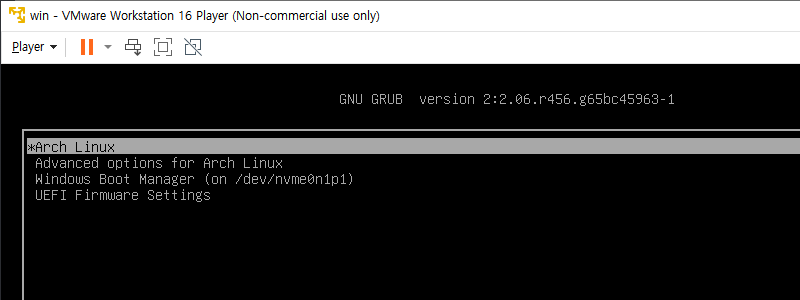 win - VMware Workstation 16 Player (Non-commercial use only)
Player
GNU GRUB  version 2:2.06.r456.g65bc45963-1
*Arch Linux
Advanced options for Arch Linux
Windows Boot Manager (on /dev/nvme0n1p1)
UEFI Firmware Settings